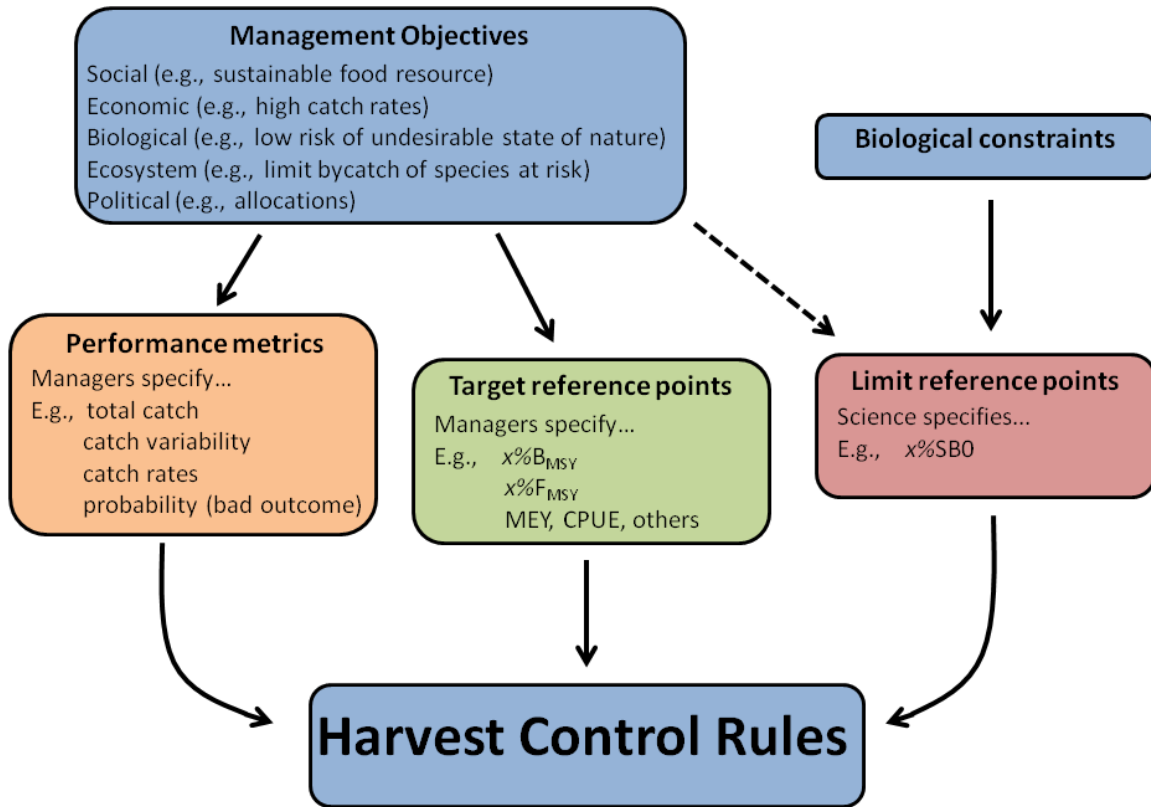 Management Objectives
Social (e.g., sustainable food resource)
Economic (e.g., high catch rates)
Biological (e.g., low risk of undesirable state of nature)
Ecosystem (e.g., limit bycatch of species at risk)
Political (e.g., allocations)
Biological constraints
Performance metrics
Managers specify...
E.g., total catch
catch variability
catch rates
probability (bad outcome)
Target reference points
Managers specify...
E.g., x%B_MSY
x%F_MSY
MEY, CPUE, others
Limit reference points
Science specifies...
E.g., x%SB0
Harvest Control Rules